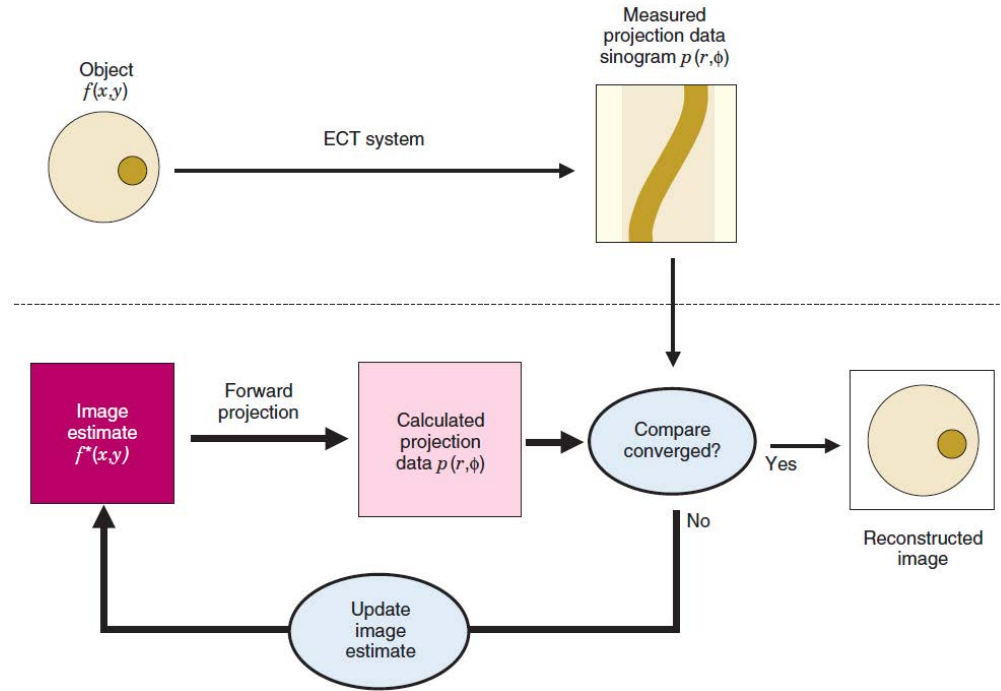 Measured
projection data
sinogram p(r,ϕ)
Object
f(x,y)
ECT system
Image
estimate
f*(x,y)
Forward
projection
Calculated
projection
data p(r,ϕ)
Compare
converged?
Yes
No
Reconstructed
image
Update
image
estimate